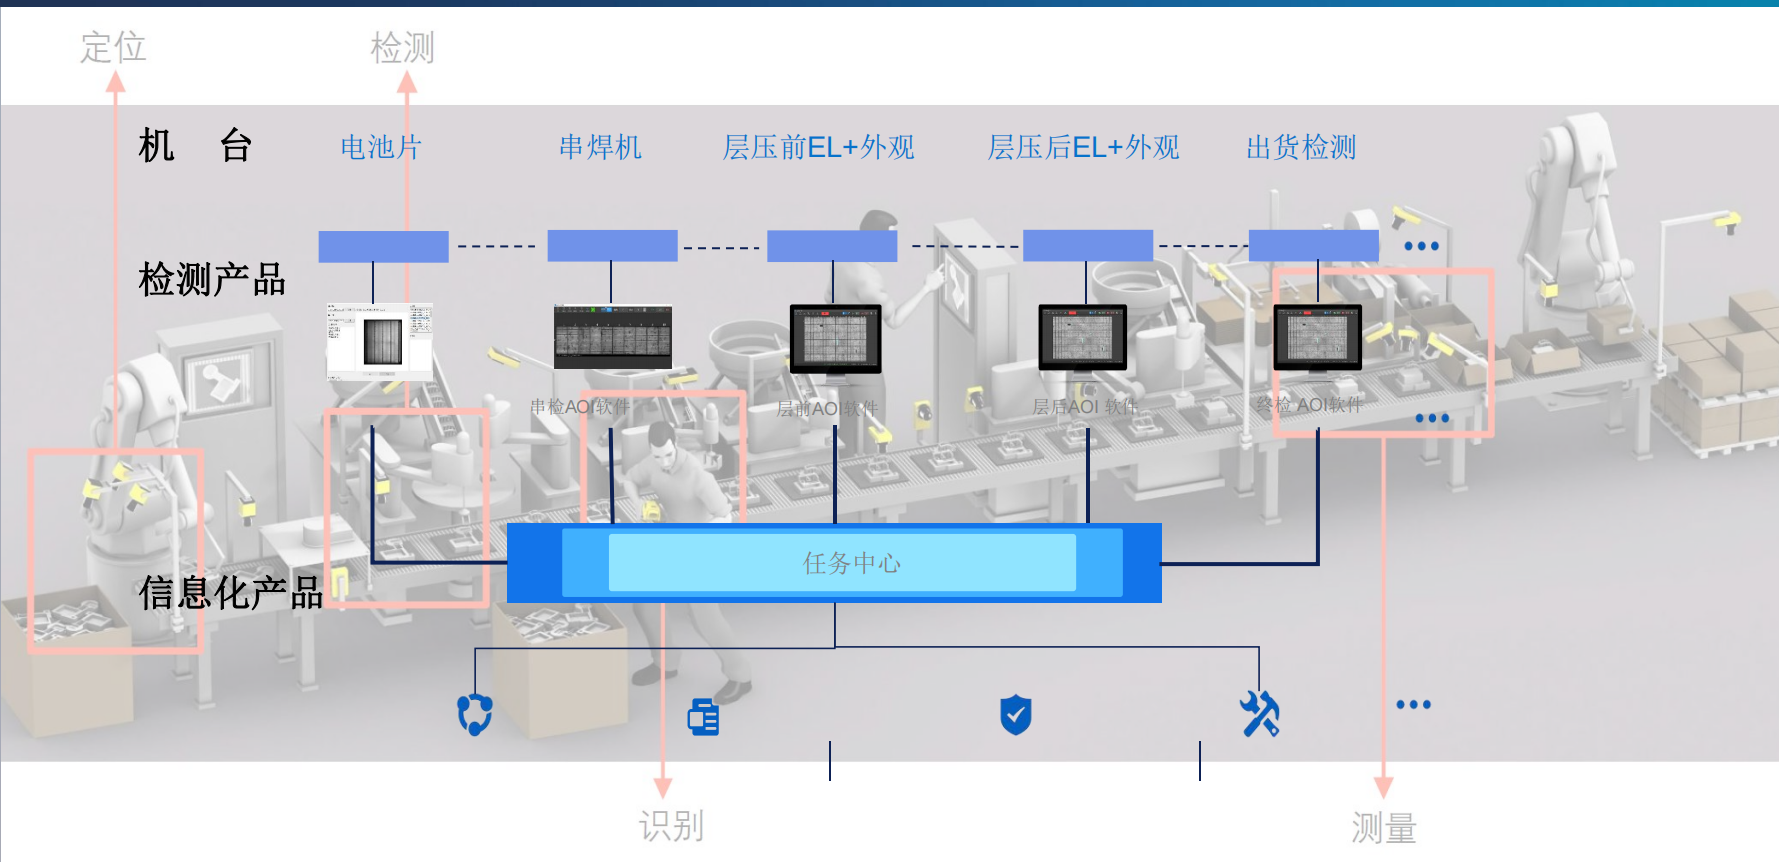 定位
检测
机 台
电池片
串焊机
层压前EL+外观
层压后EL+外观
出货检测
检测产品
串检AOI软件
层前AOI软件
层后AOI 软件
终检 AOI软件
任务中心
信息化产品
识别
测量